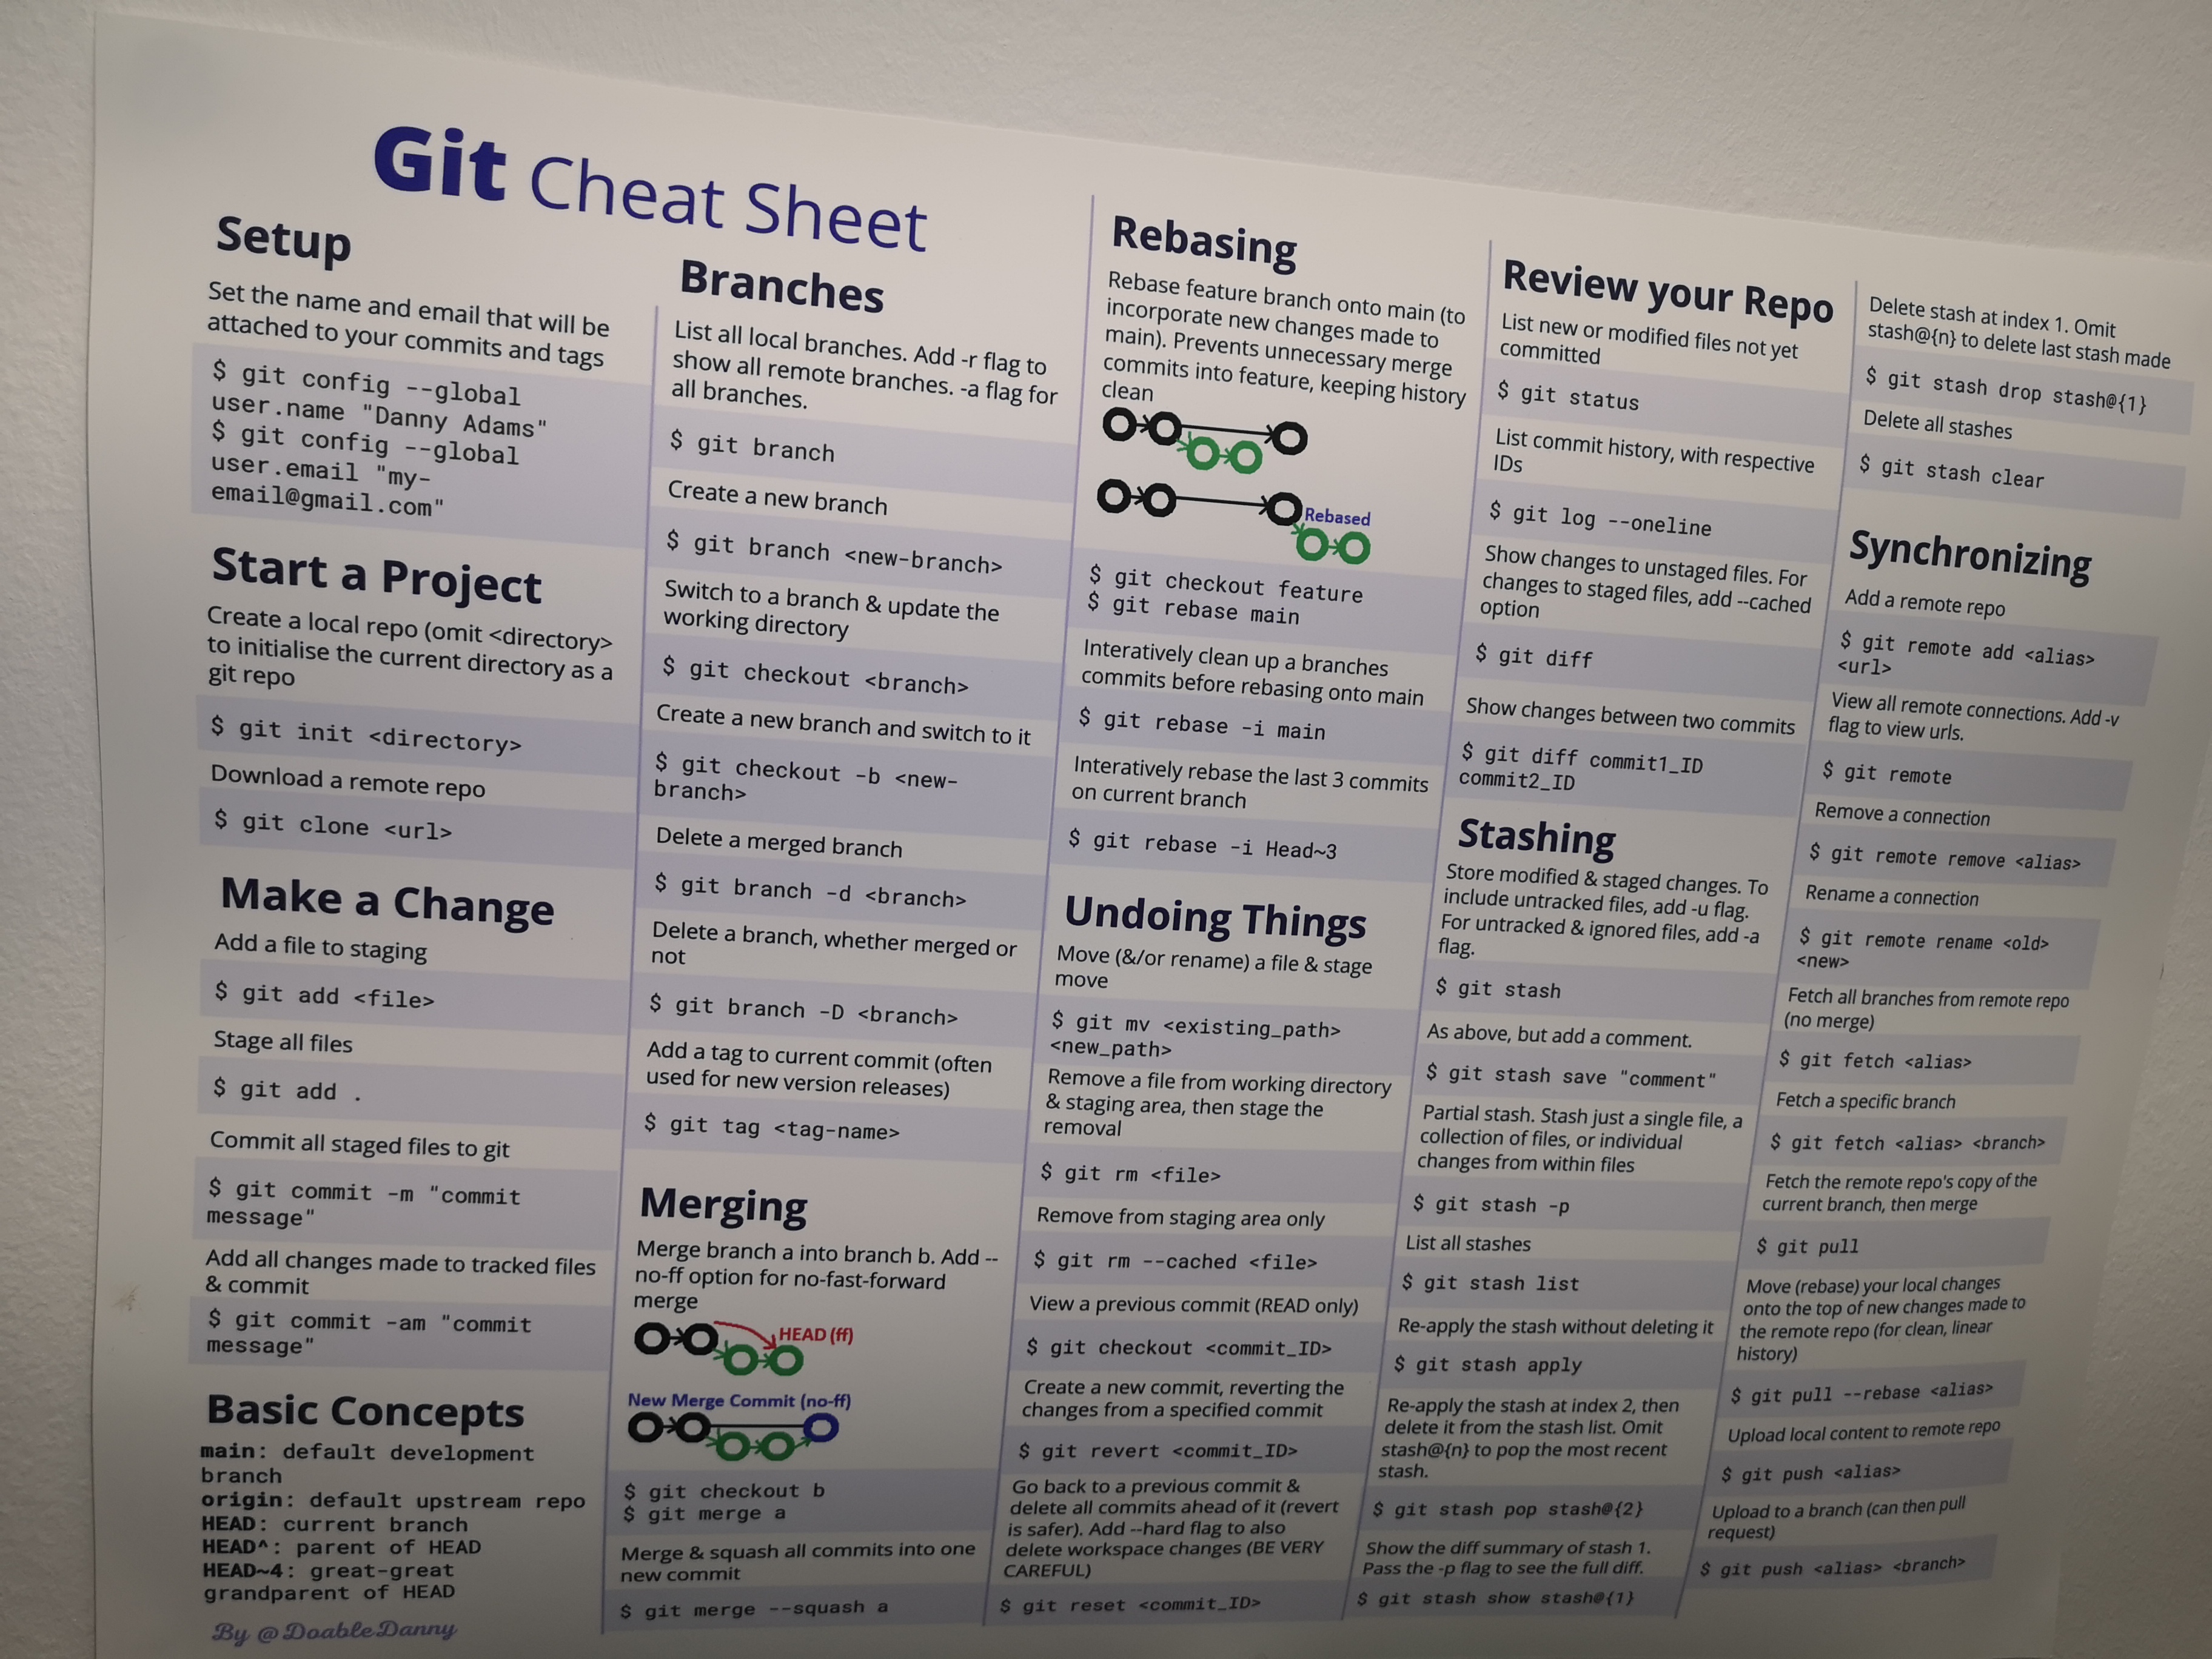 Git Cheat Sheet
Setup
Set the name and email that will be
attached to your commits and tags
$ git config --global
user.name "Danny Adams"
$ git config --global
user.email "my-
email@gmail.com"
Start a Project
Create a local repo (omit <directory>
to initialise the current directory as a
git repo
$ git init <directory>
Download a remote repo
$ git clone <url>
Make a Change
Add a file to staging
$ git add <file>
Stage all files
$ git add .
Commit all staged files to git
$ git commit -m "commit
message"
Add all changes made to tracked files
& commit
$ git commit -am "commit
message"
Basic Concepts
main: default development
branch
origin: default upstream repo
HEAD: current branch
HEAD^: parent of HEAD
HEAD~4: great-great
grandparent of HEAD
By @DoableDanny
Branches
List all local branches. Add -r flag to
show all remote branches. -a flag for
all branches.
$ git branch
Create a new branch
$ git branch <new-branch>
Switch to a branch & update the
working directory
$ git checkout <branch>
Create a new branch and switch to it
$ git checkout -b <new-
branch>
Delete a merged branch
$ git branch -d <branch>
Delete a branch, whether merged or
not
$ git branch -D <branch>
Add a tag to current commit (often
used for new version releases)
$ git tag <tag-name>
Merging
Merge branch a into branch b. Add --
no-ff option for no-fast-forward
merge
HEAD (ff)
New Merge Commit (no-ff)
$ git checkout b
$ git merge a
Merge & squash all commits into one
new commit
$ git merge --squash a
Rebasing
Rebase feature branch onto main (to
incorporate new changes made to
main). Prevents unnecessary merge
commits into feature, keeping history
clean
Rebased
$ git checkout feature
$ git rebase main
Interatively clean up a branches
commits before rebasing onto main
$ git rebase -i main
Interatively rebase the last 3 commits
on current branch
$ git rebase -i Head~3
Undoing Things
Move (&/or rename) a file & stage
move
$ git mv <existing_path>
<new_path>
Remove a file from working directory
& staging area, then stage the
removal
$ git rm <file>
Remove from staging area only
$ git rm --cached <file>
View a previous commit (READ only)
$ git checkout <commit_ID>
Create a new commit, reverting the
changes from a specified commit
$ git revert <commit_ID>
Go back to a previous commit &
delete all commits ahead of it (revert
is safer). Add --hard flag to also
delete workspace changes (BE VERY
CAREFUL)
$ git reset <commit_ID>
Review your Repo
List new or modified files not yet
committed
$ git status
List commit history, with respective
IDs
$ git log --oneline
Show changes to unstaged files. For
changes to staged files, add --cached
option
$ git diff
Show changes between two commits
$ git diff commit1_ID
commit2_ID
Stashing
Store modified & staged changes. To
include untracked files, add -u flag.
For untracked & ignored files, add -a
flag.
$ git stash
As above, but add a comment.
$ git stash save "comment"
Partial stash. Stash just a single file, a
collection of files, or individual
changes from within files
$ git stash -p
List all stashes
$ git stash list
Re-apply the stash without deleting it
$ git stash apply
Re-apply the stash at index 2, then
delete it from the stash list. Omit
stash@{n} to pop the most recent
stash.
$ git stash pop stash@{2}
Show the diff summary of stash 1.
Pass the -p flag to see the full diff.
$ git stash show stash@{1}
Delete stash at index 1. Omit
stash@{n} to delete last stash made
$ git stash drop stash@{1}
Delete all stashes
$ git stash clear
Synchronizing
Add a remote repo
$ git remote add <alias>
<url>
View all remote connections. Add -v
flag to view urls.
$ git remote
Remove a connection
$ git remote remove <alias>
Rename a connection
$ git remote rename <old>
<new>
Fetch all branches from remote repo
(no merge)
$ git fetch <alias>
Fetch a specific branch
$ git fetch <alias> <branch>
Fetch the remote repo's copy of the
current branch, then merge
$ git pull
Move (rebase) your local changes
onto the top of new changes made to
the remote repo (for clean, linear
history)
$ git pull --rebase <alias>
Upload local content to remote repo
$ git push <alias>
Upload to a branch (can then pull
request)
$ git push <alias> <branch>